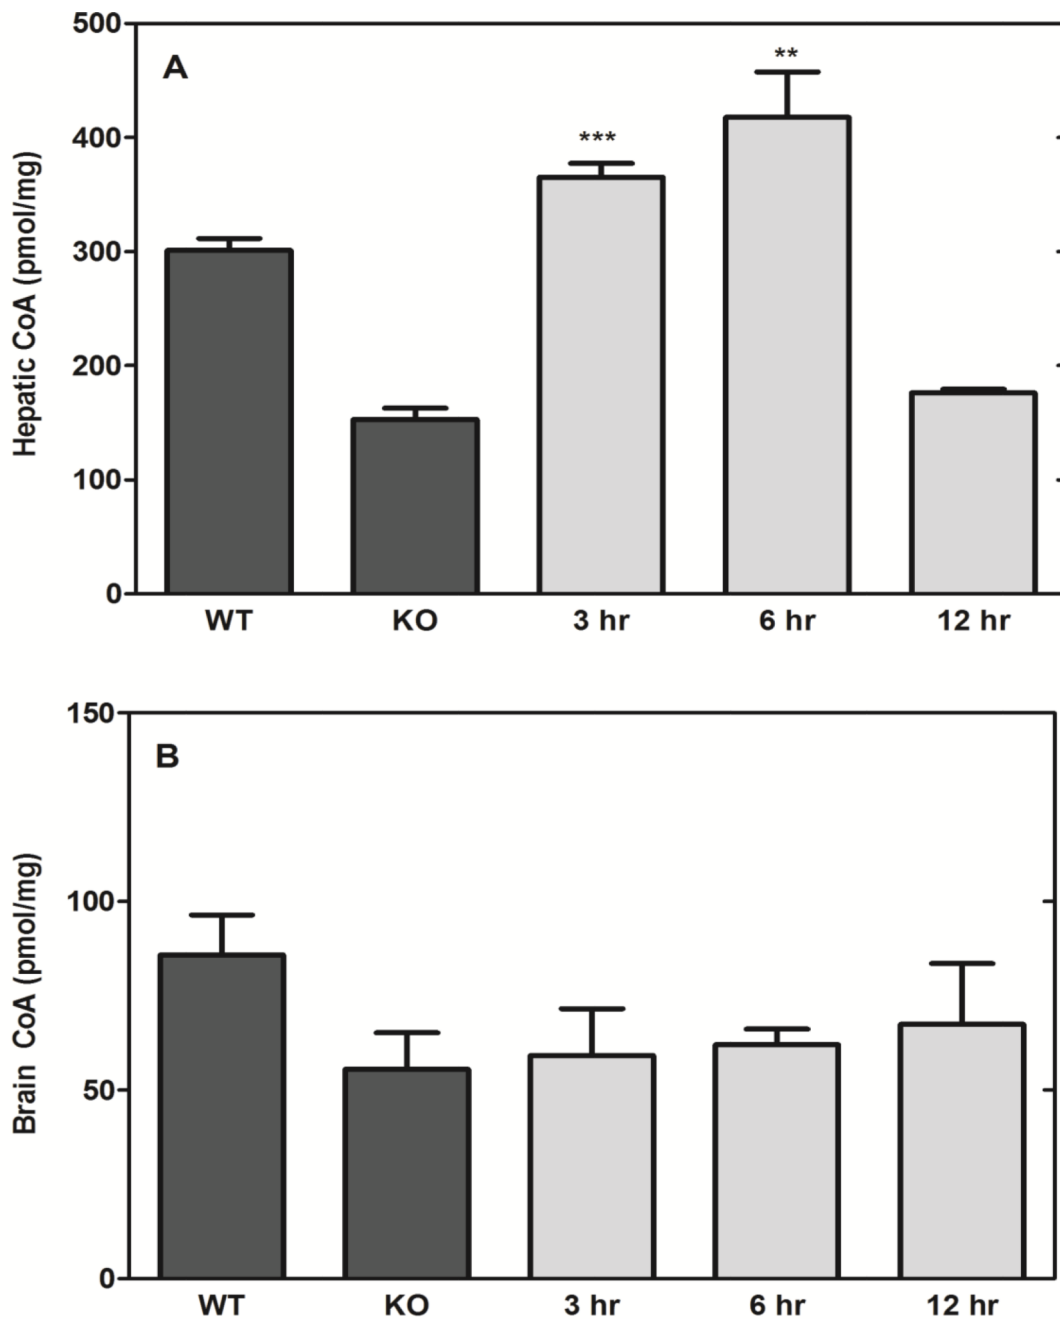 A
Hepatic CoA (pmol/mg)
500
400
300
200
100
0
***
**
WT KO 3 hr 6 hr 12 hr
B
Brain CoA (pmol/mg)
150
100
50
0
WT KO 3 hr 6 hr 12 hr